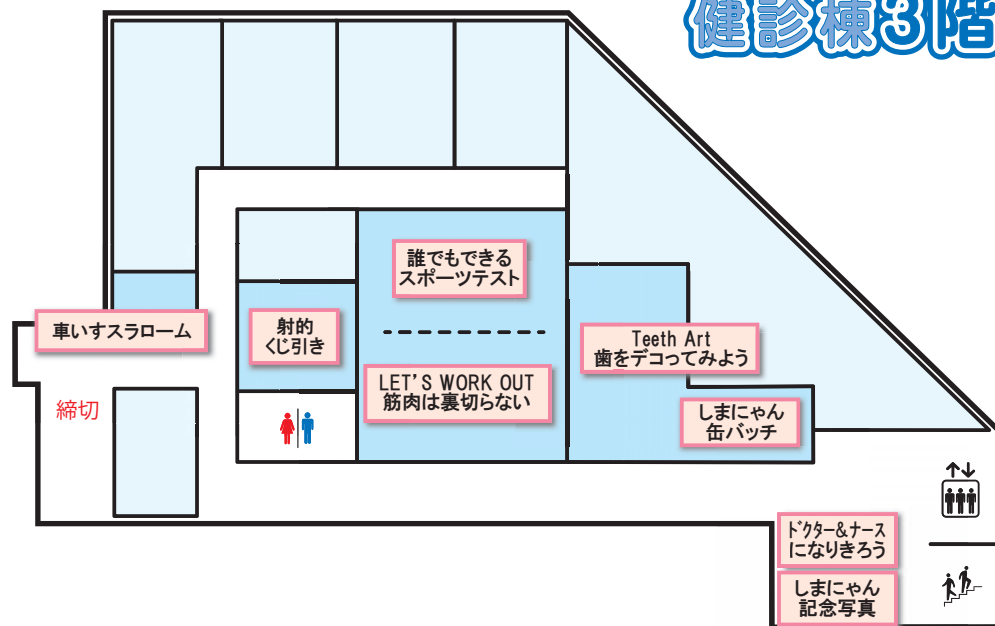 健診棟3階
誰でもできる
スポーツテスト
車いすスラローム
射的
くじ引き
Teeth Art
歯をデコってみよう
LET'S WORK OUT
筋肉は裏切らない
締切
しまにゃん
缶バッチ
ドクター&ナース
になりきろう
しまにゃん
記念写真